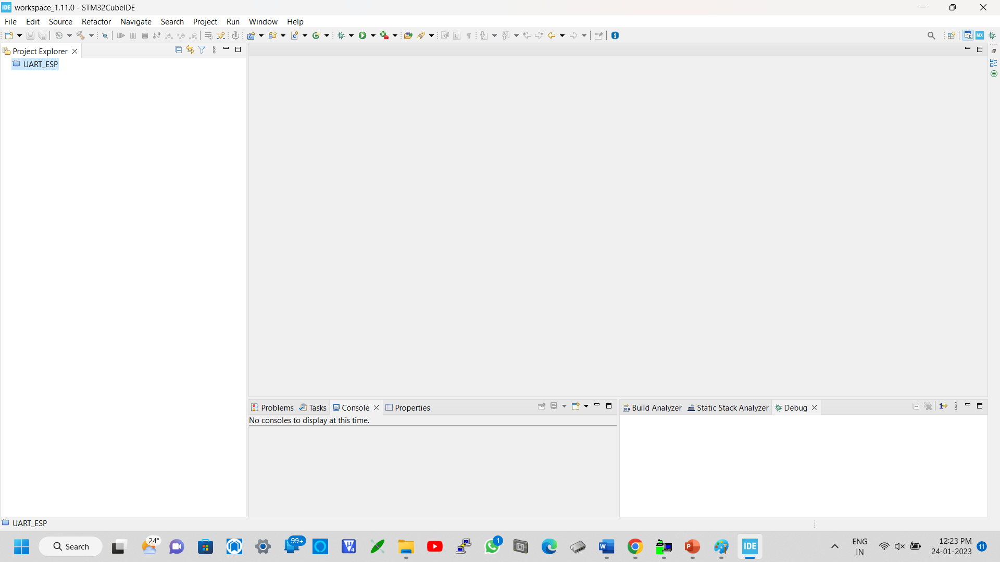 IDE workspace_1.11.0 - STM32CubeIDE
File Edit Source Refactor Navigate Search Project Run Window Help
MX
Project Explorer
UART_ESP
Problems Tasks Console Properties
No consoles to display at this time.
Build Analyzer Static Stack Analyzer Debug
UART_ESP
Search
24°
99+
1
IDE
ENG
IN
12:23 PM
24-01-2023
11